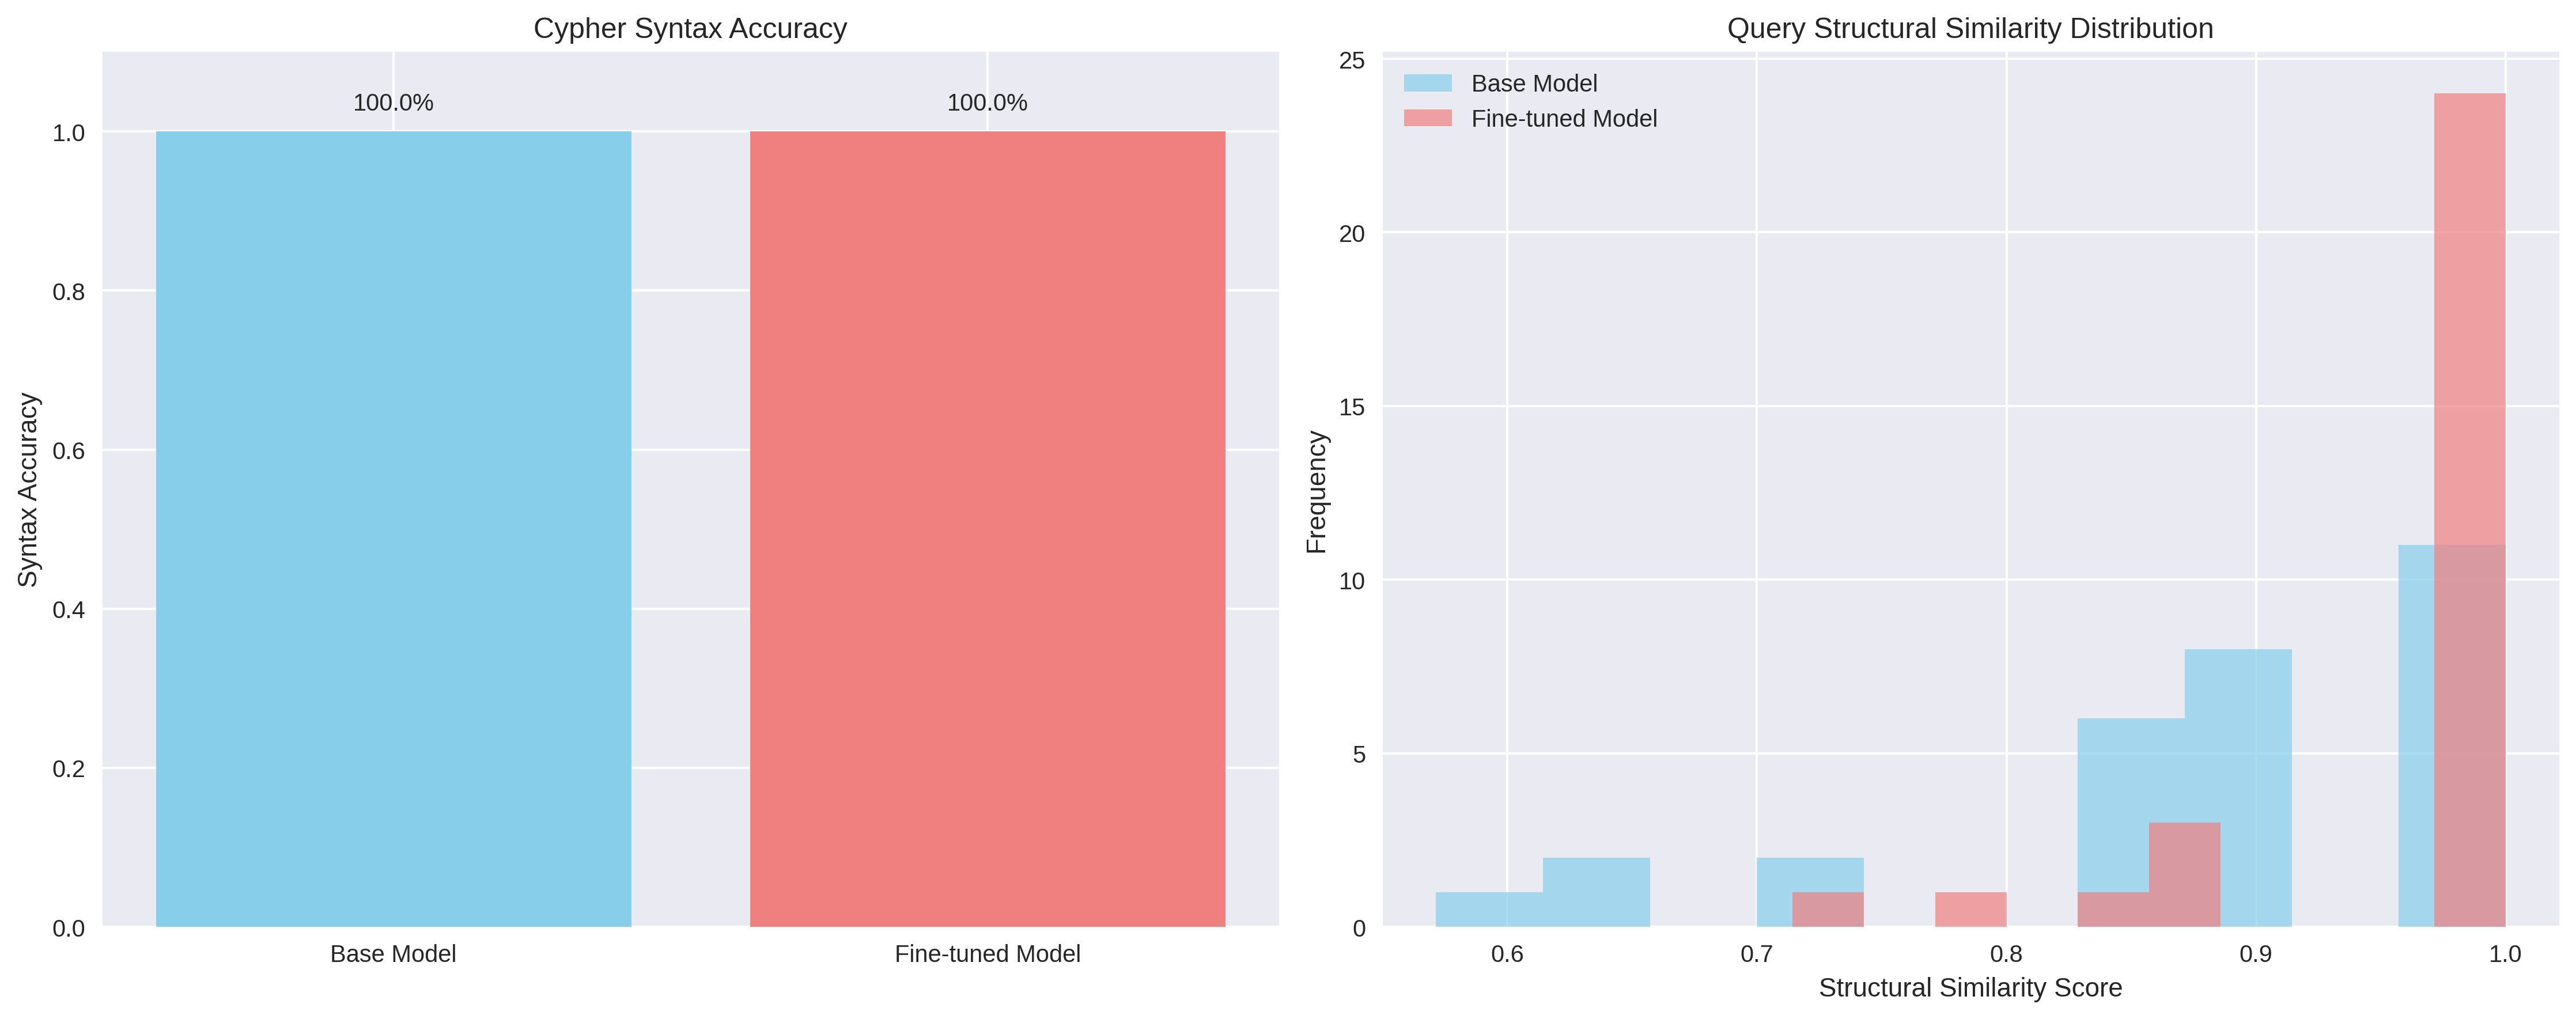 Cypher Syntax Accuracy
100.0%
100.0%
1.0
0.8
0.6
0.4
0.2
0.0
Syntax Accuracy
Base Model
Fine-tuned Model
Query Structural Similarity Distribution
Base Model
Fine-tuned Model
25
20
15
10
5
0
Frequency
0.6
0.7
0.8
0.9
1.0
Structural Similarity Score